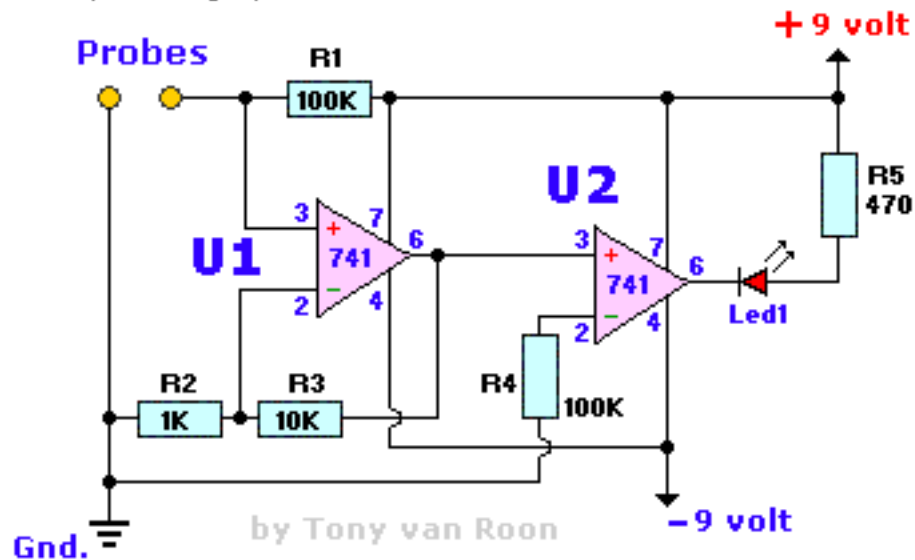 + 9 volt
Probes
R1
100K
R5
470
U2
U1
3
7
+
6
741
−
2
4
3
7
+
6
741
−
2
4
Led1
R2
1K
R3
10K
R4
100K
− 9 volt
Gnd.
by Tony van Roon